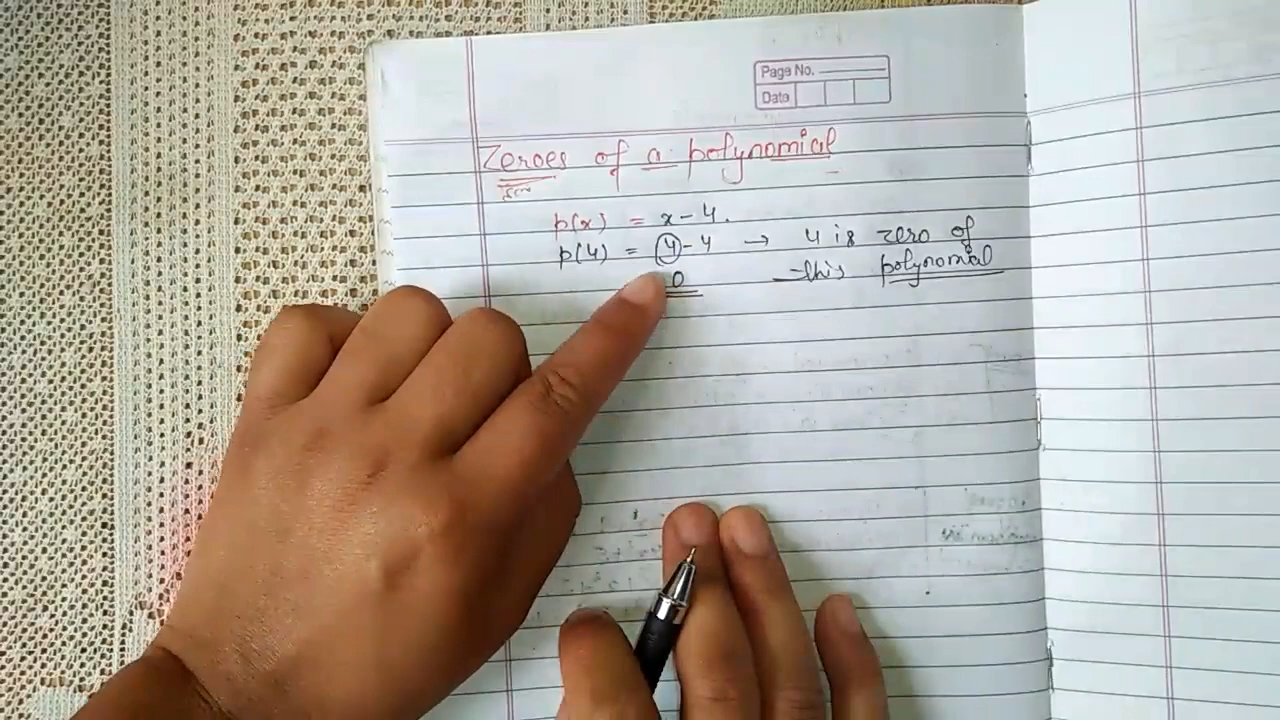 Page No.
Date
Zeroes of a polynomial
p(x) = x - 4.
p(4) = 4 - 4 → 4 is zero of
0 this polynomial